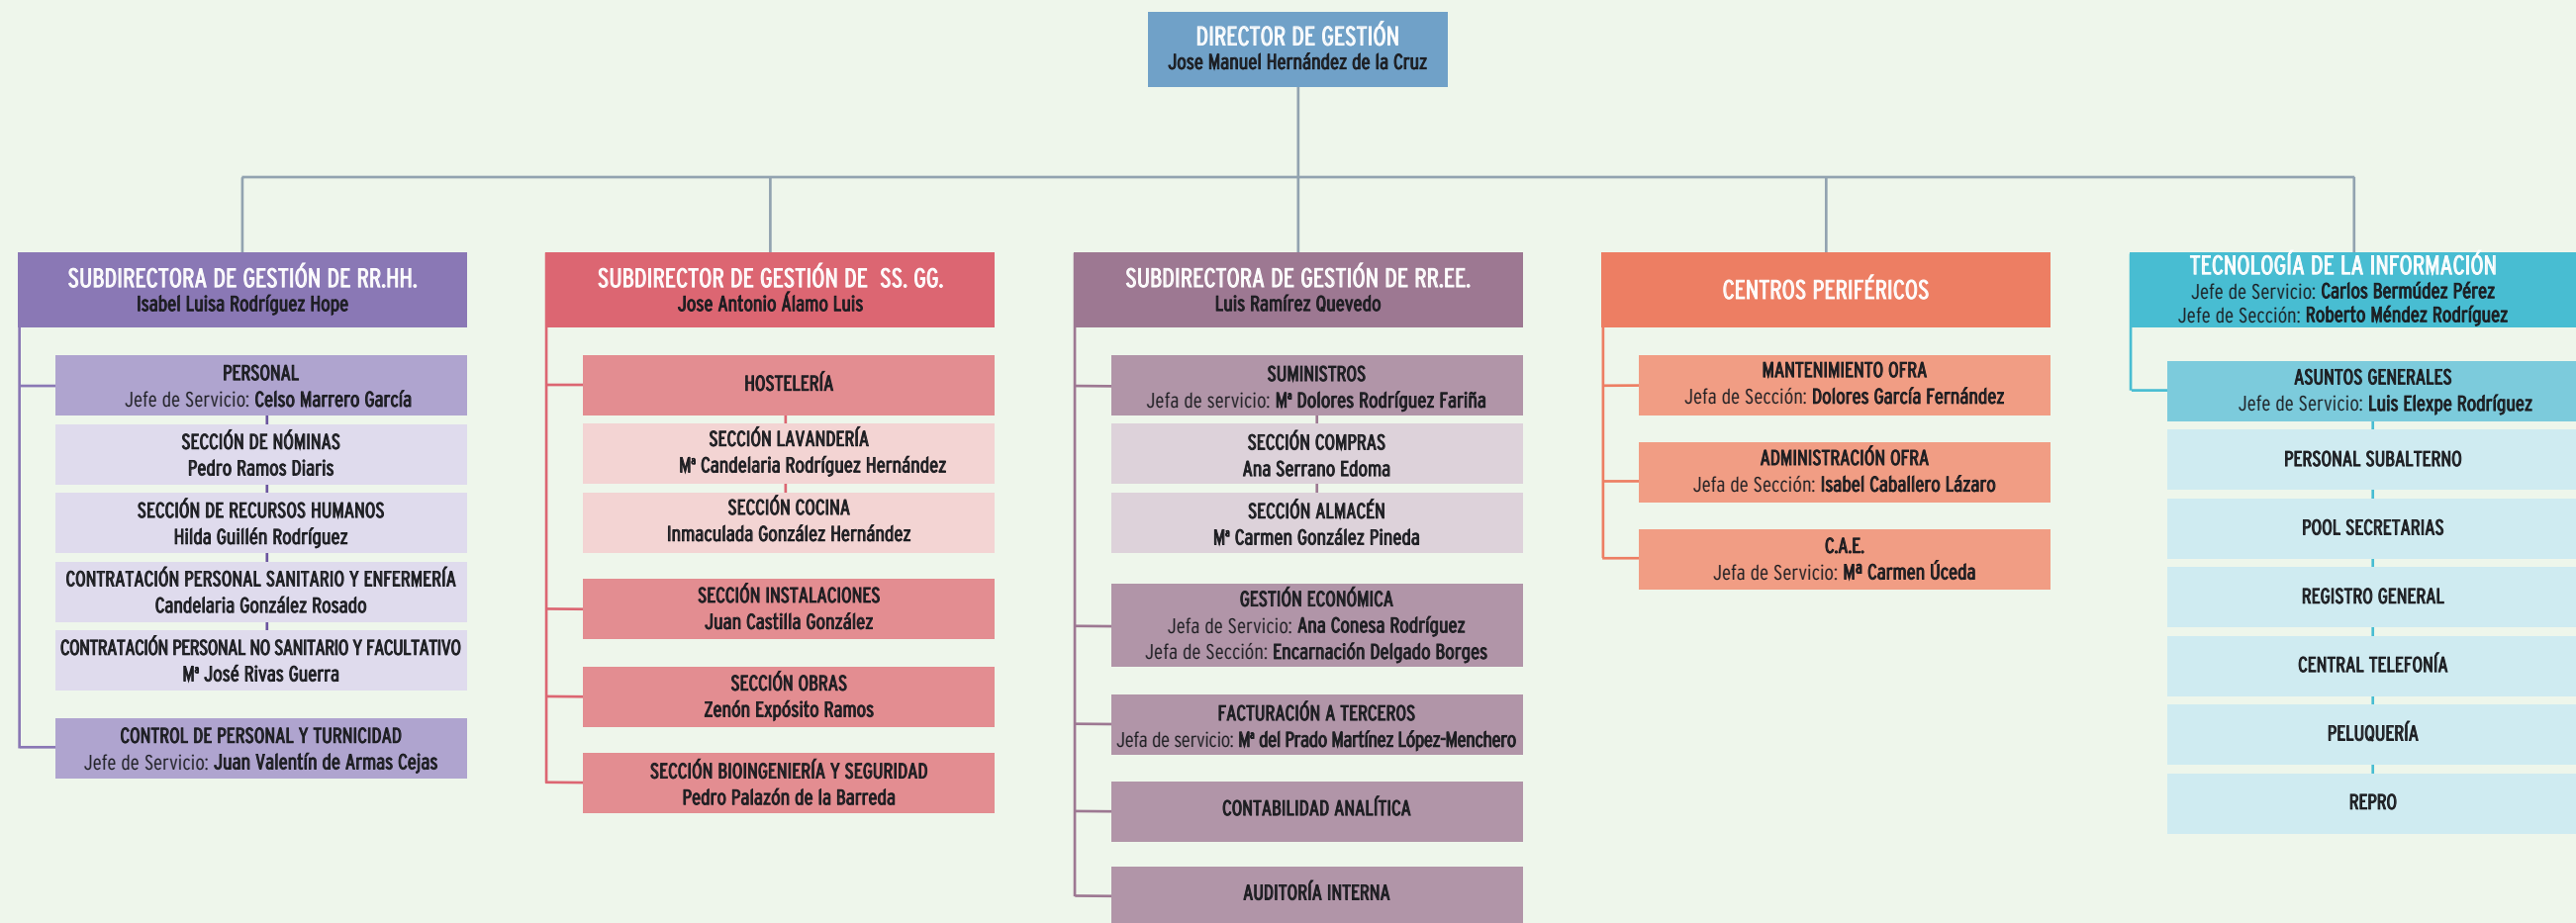 DIRECTOR DE GESTIÓN
Jose Manuel Hernández de la Cruz
SUBDIRECTORA DE GESTIÓN DE RR.HH.
Isabel Luisa Rodríguez Hope
PERSONAL
Jefe de Servicio: Celso Marrero García
SECCIÓN DE NÓMINAS
Pedro Ramos Diaris
SECCIÓN DE RECURSOS HUMANOS
Hilda Guillén Rodríguez
CONTRATACIÓN PERSONAL SANITARIO Y ENFERMERÍA
Candelaria González Rosado
CONTRATACIÓN PERSONAL NO SANITARIO Y FACULTATIVO
Mª José Rivas Guerra
CONTROL DE PERSONAL Y TURNICIDAD
Jefe de Servicio: Juan Valentín de Armas Cejas
SUBDIRECTOR DE GESTIÓN DE SS. GG.
Jose Antonio Álamo Luis
HOSTELERÍA
SECCIÓN LAVANDERÍA
Mª Candelaria Rodríguez Hernández
SECCIÓN COCINA
Inmaculada González Hernández
SECCIÓN INSTALACIONES
Juan Castilla González
SECCIÓN OBRAS
Zenón Expósito Ramos
SECCIÓN BIOINGENIERÍA Y SEGURIDAD
Pedro Palazón de la Barreda
SUBDIRECTORA DE GESTIÓN DE RR.EE.
Luis Ramírez Quevedo
SUMINISTROS
Jefa de servicio: Mª Dolores Rodríguez Fariña
SECCIÓN COMPRAS
Ana Serrano Edoma
SECCIÓN ALMACÉN
Mª Carmen González Pineda
GESTIÓN ECONÓMICA
Jefa de Servicio: Ana Conesa Rodríguez
Jefa de Sección: Encarnación Delgado Borges
FACTURACIÓN A TERCEROS
Jefa de servicio: Mª del Prado Martínez López-Menchero
CONTABILIDAD ANALÍTICA
AUDITORÍA INTERNA
CENTROS PERIFÉRICOS
MANTENIMIENTO OFRA
Jefa de Sección: Dolores García Fernández
ADMINISTRACIÓN OFRA
Jefa de Sección: Isabel Caballero Lázaro
C.A.E.
Jefa de Servicio: Mª Carmen Úceda
TECNOLOGÍA DE LA INFORMACIÓN
Jefe de Servicio: Carlos Bermúdez Pérez
Jefe de Sección: Roberto Méndez Rodríguez
ASUNTOS GENERALES
Jefe de Servicio: Luis Elexpe Rodríguez
PERSONAL SUBALTERNO
POOL SECRETARIAS
REGISTRO GENERAL
CENTRAL TELEFONÍA
PELUQUERÍA
REPRO